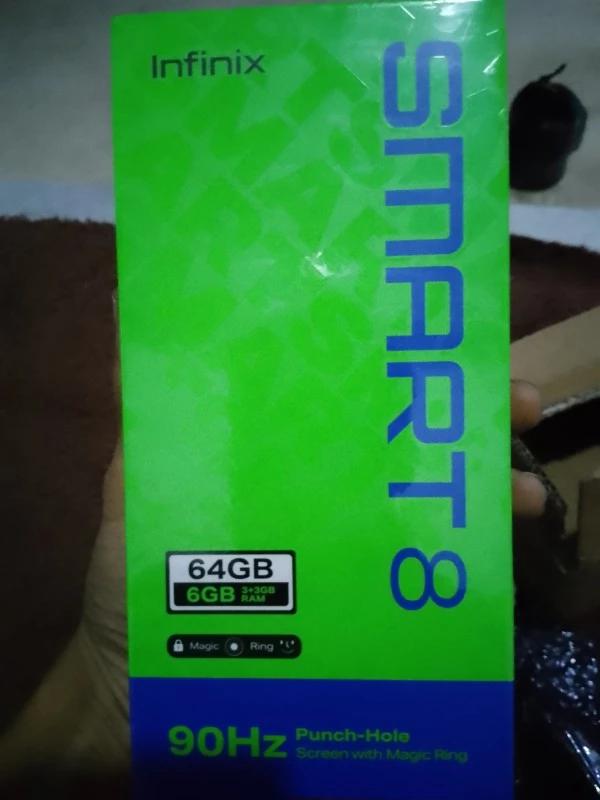 Infinix
SMART 8
64GB
6GB 3+3GB RAM
Magic Ring
90Hz Punch-Hole
Screen with Magic Ring